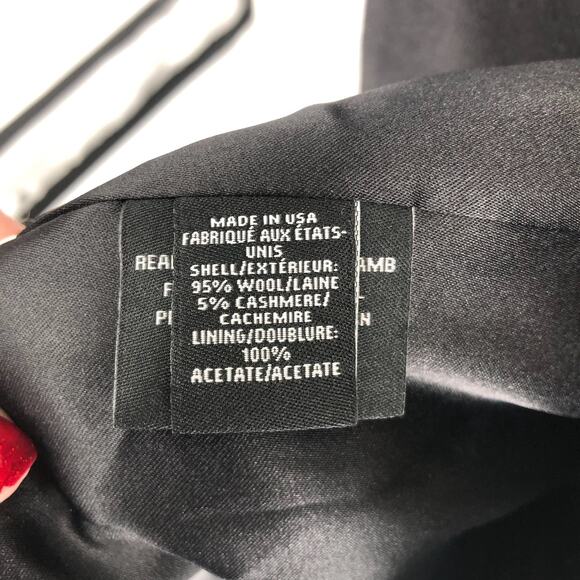 MADE IN USA
FABRIQUÉ AUX ÉTATS-
UNIS
SHELL/EXTÉRIEUR:
95% WOOL/LAINE
5% CASHMERE/
CACHEMIRE
LINING/DOUBLURE:
100%
ACETATE/ACETATE